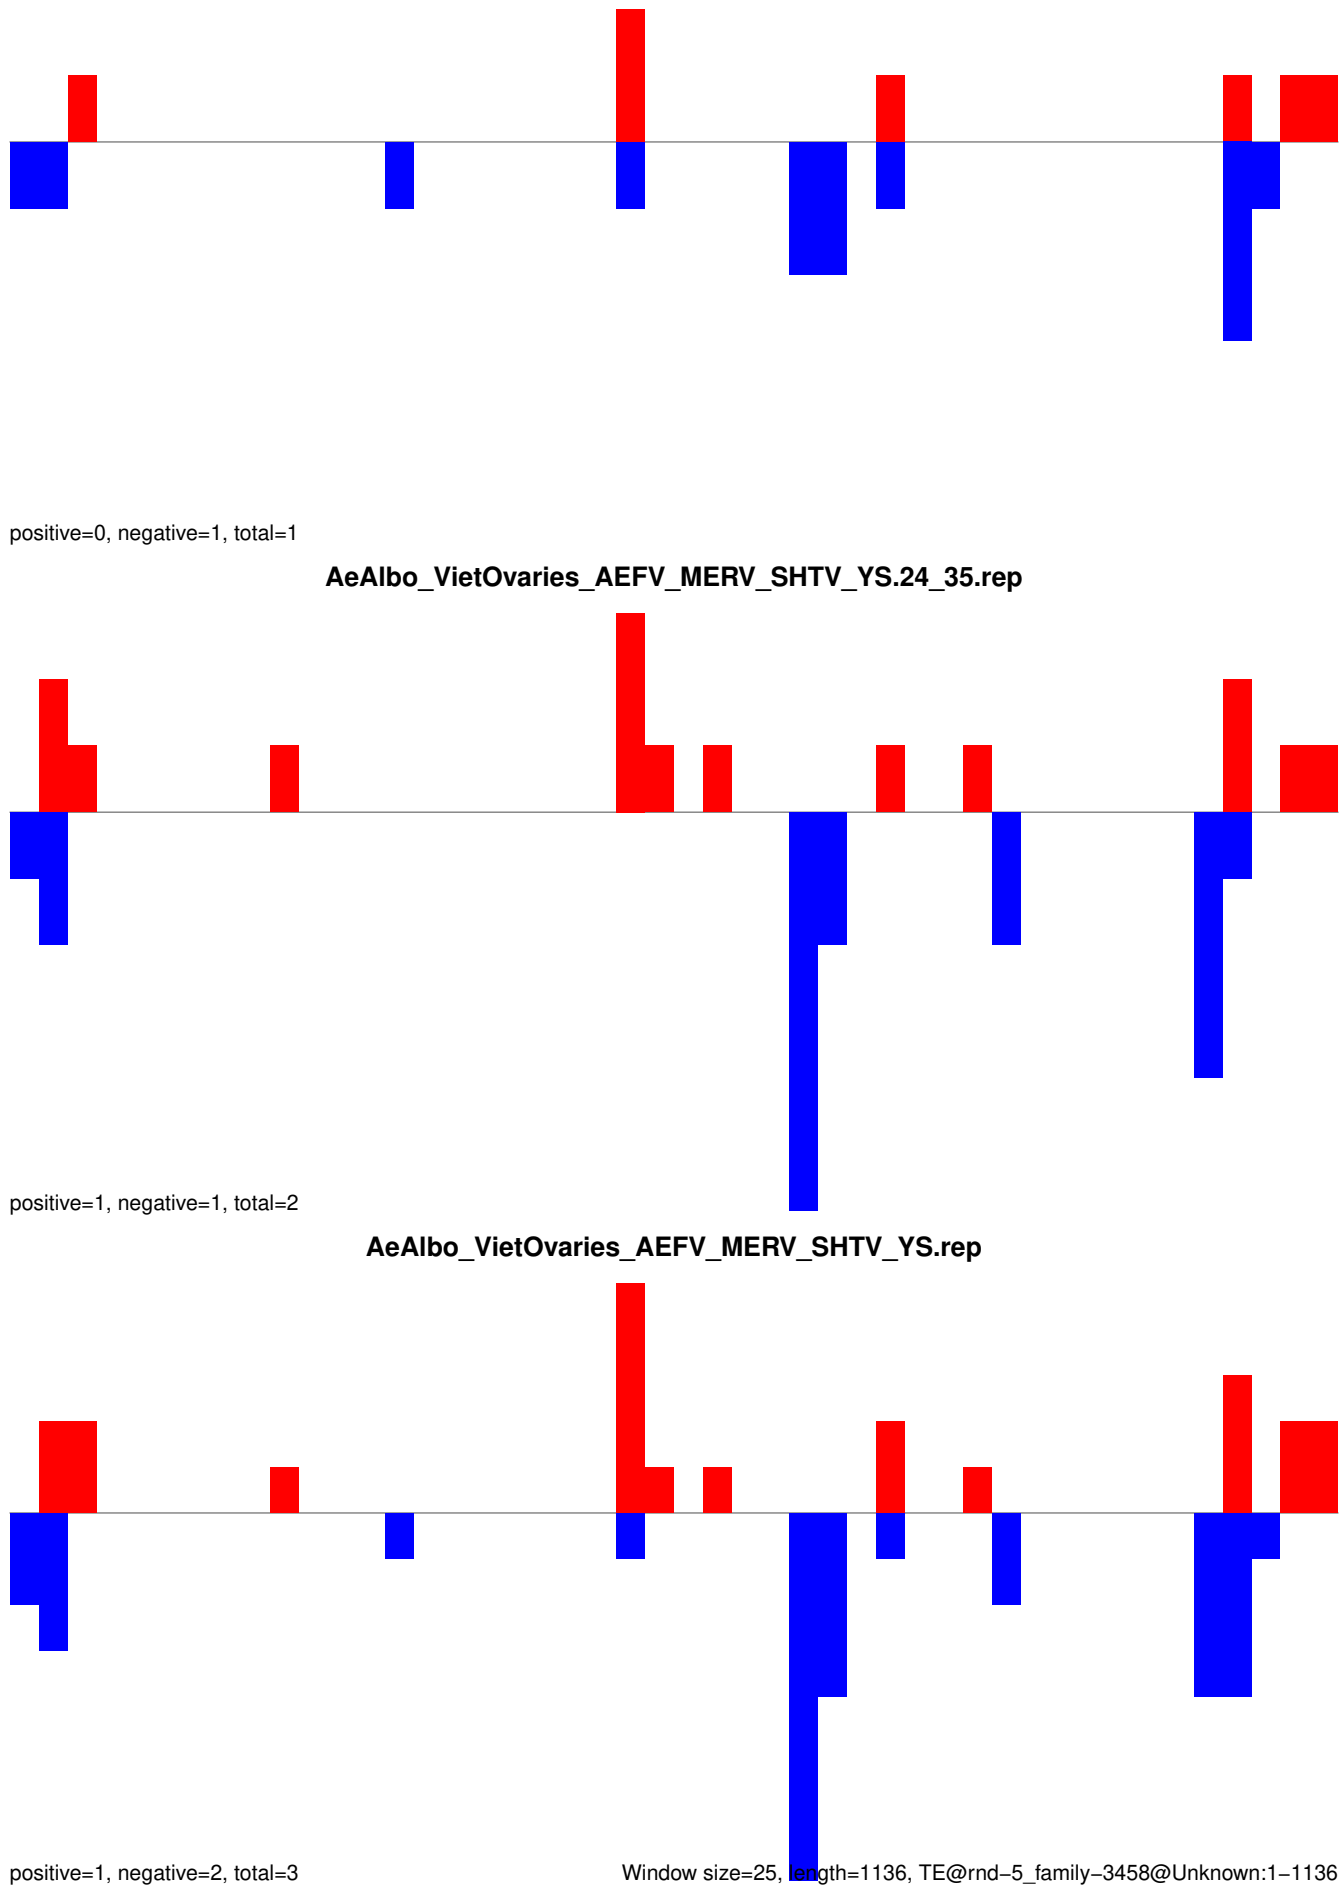 positive=0, negative=1, total=1
AeAlbo_VietOvaries_AEFV_MERV_SHTV_YS.24_35.rep
positive=1, negative=1, total=2
AeAlbo_VietOvaries_AEFV_MERV_SHTV_YS.rep
positive=1, negative=2, total=3
Window size=25, length=1136, TE@rnd−5_family−3458@Unknown:1−1136